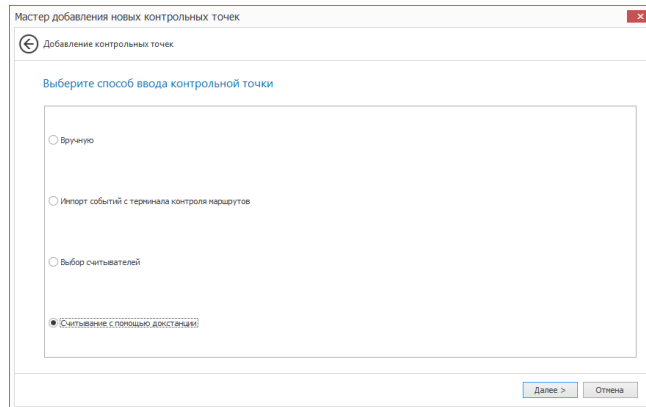 Мастер добавления новых контрольных точек
Добавление контрольных точек
Выберите способ ввода контрольной точки
Вручную
Импорт событий с терминала контроля маршрутов
Выбор считывателей
Считывание с помощью докстанции
Далее >
Отмена